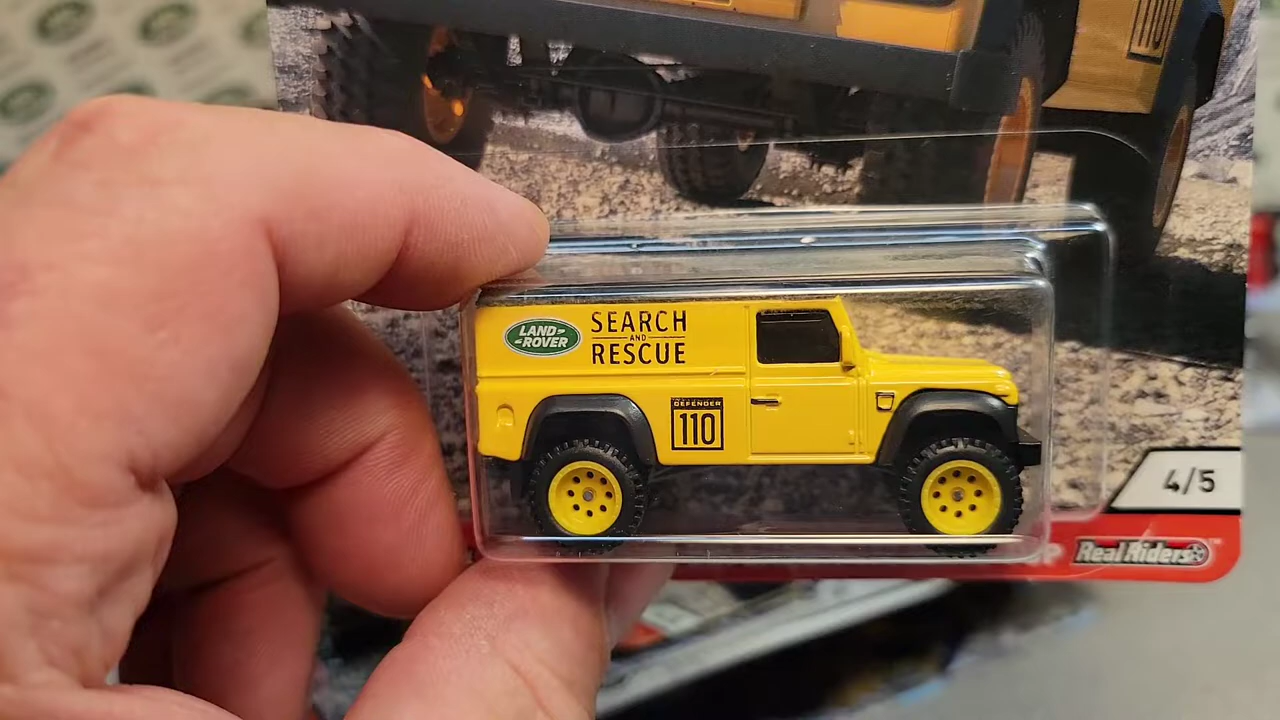 LAND-
-ROVER
SEARCH
AND
RESCUE
DEFENDER
110
4/5
Real Riders